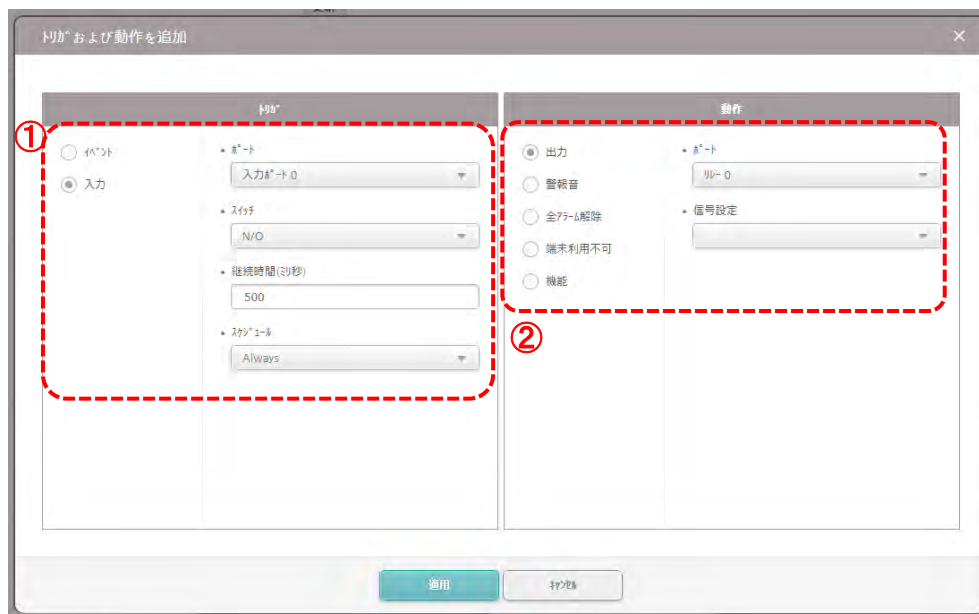 ﾄﾘｶﾞおよび動作を追加
×
ﾄﾘｶﾞ
①
ｲﾍﾞﾝﾄ
入力
• ﾎﾟｰﾄ
入力ﾎﾟｰﾄ 0
• ｽｲｯﾁ
N/O
• 継続時間(ﾐﾘ秒)
500
• ｽｹｼﾞｭｰﾙ
Always
動作
出力
警報音
全ｱﾗｰﾑ解除
端末利用不可
機能
• ﾎﾟｰﾄ
ﾘﾚｰ 0
• 信号設定
②
適用
ｷｬﾝｾﾙ